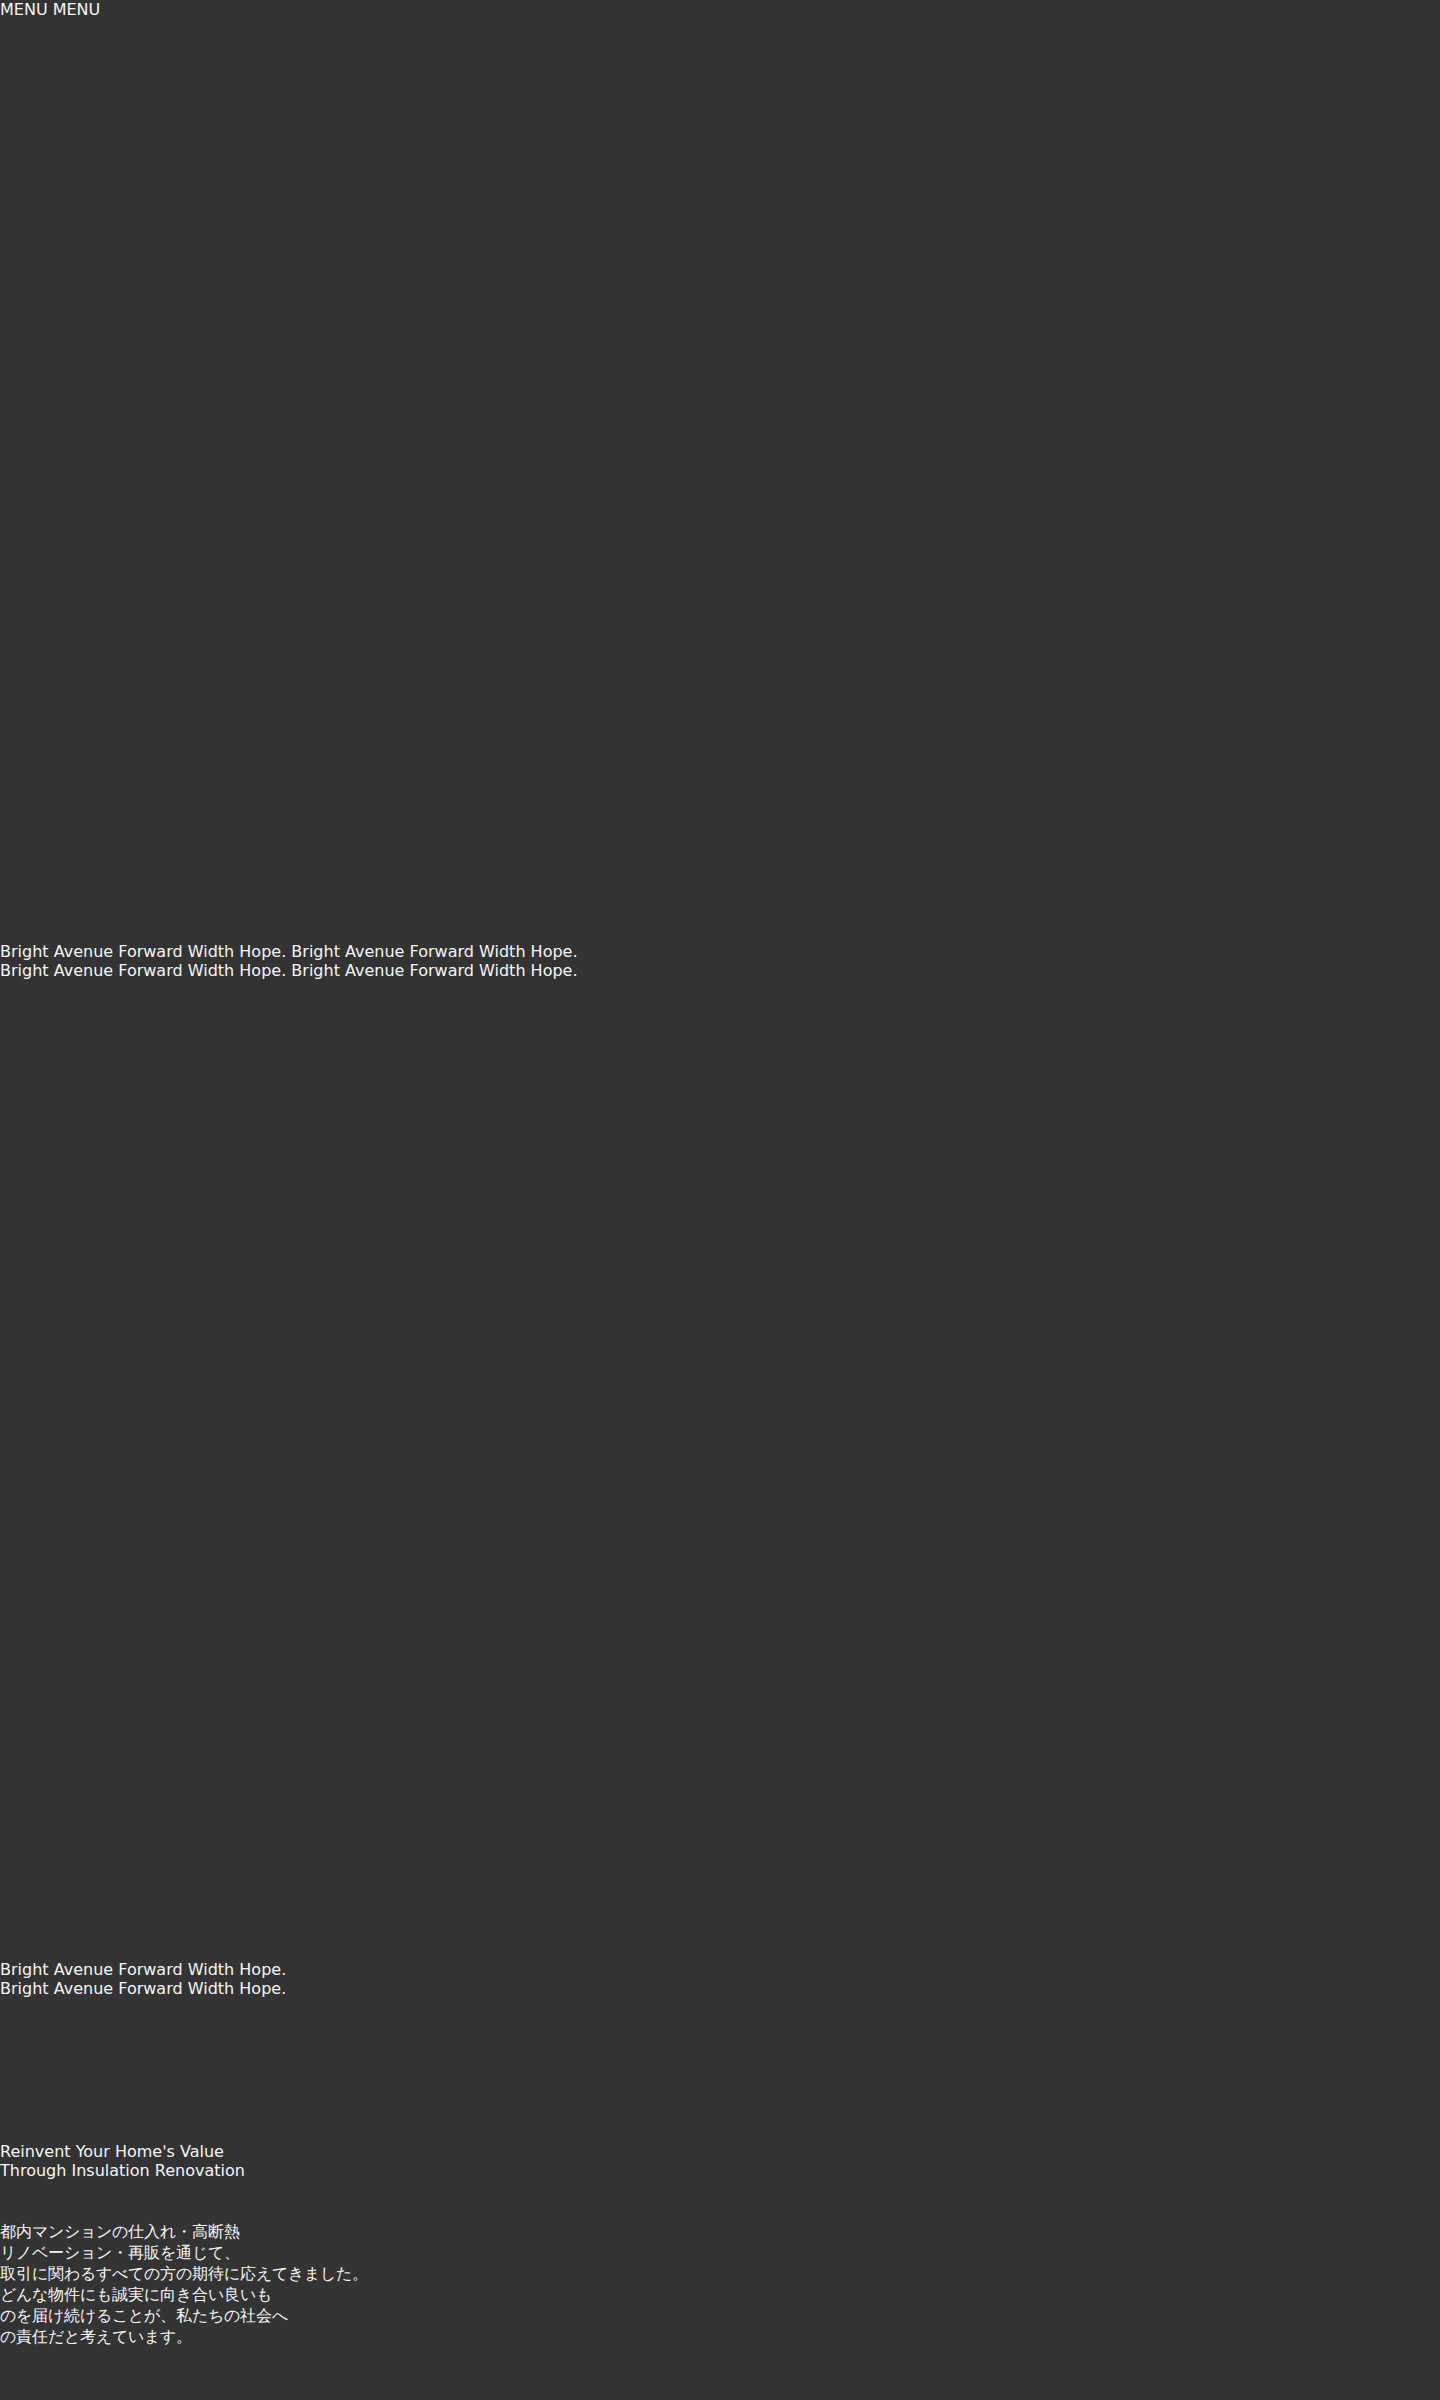 MENU MENU
Bright Avenue Forward Width Hope. Bright Avenue Forward Width Hope.
Bright Avenue Forward Width Hope. Bright Avenue Forward Width Hope.
Bright Avenue Forward Width Hope.
Bright Avenue Forward Width Hope.
Reinvent Your Home's Value
Through Insulation Renovation
都内マンションの仕入れ・高断熱
リノベーション・再販を通じて、
取引に関わるすべての方の期待に応えてきました。
どんな物件にも誠実に向き合い良いも
のを届け続けることが、私たちの社会へ
の責任だと考えています。